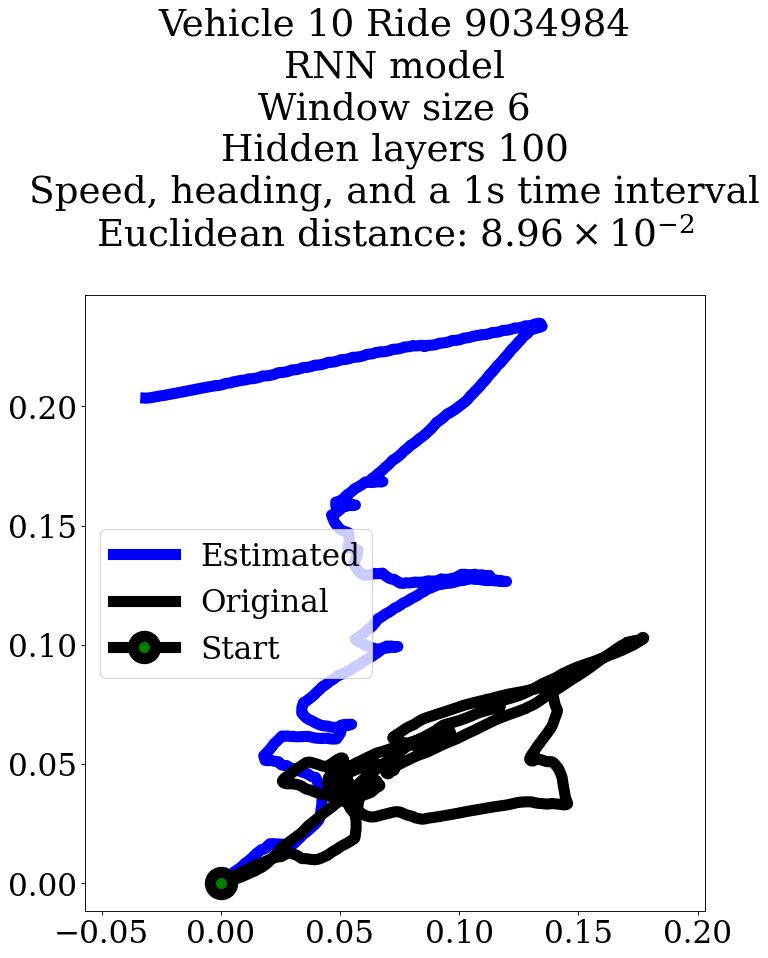 Vehicle 10 Ride 9034984
RNN model
Window size 6
Hidden layers 100
Speed, heading, and a 1s time interval
Euclidean distance: 8.96 × 10⁻²
0.20
0.15
0.10
0.05
0.00
Estimated
Original
Start
−0.05 0.00 0.05 0.10 0.15 0.20